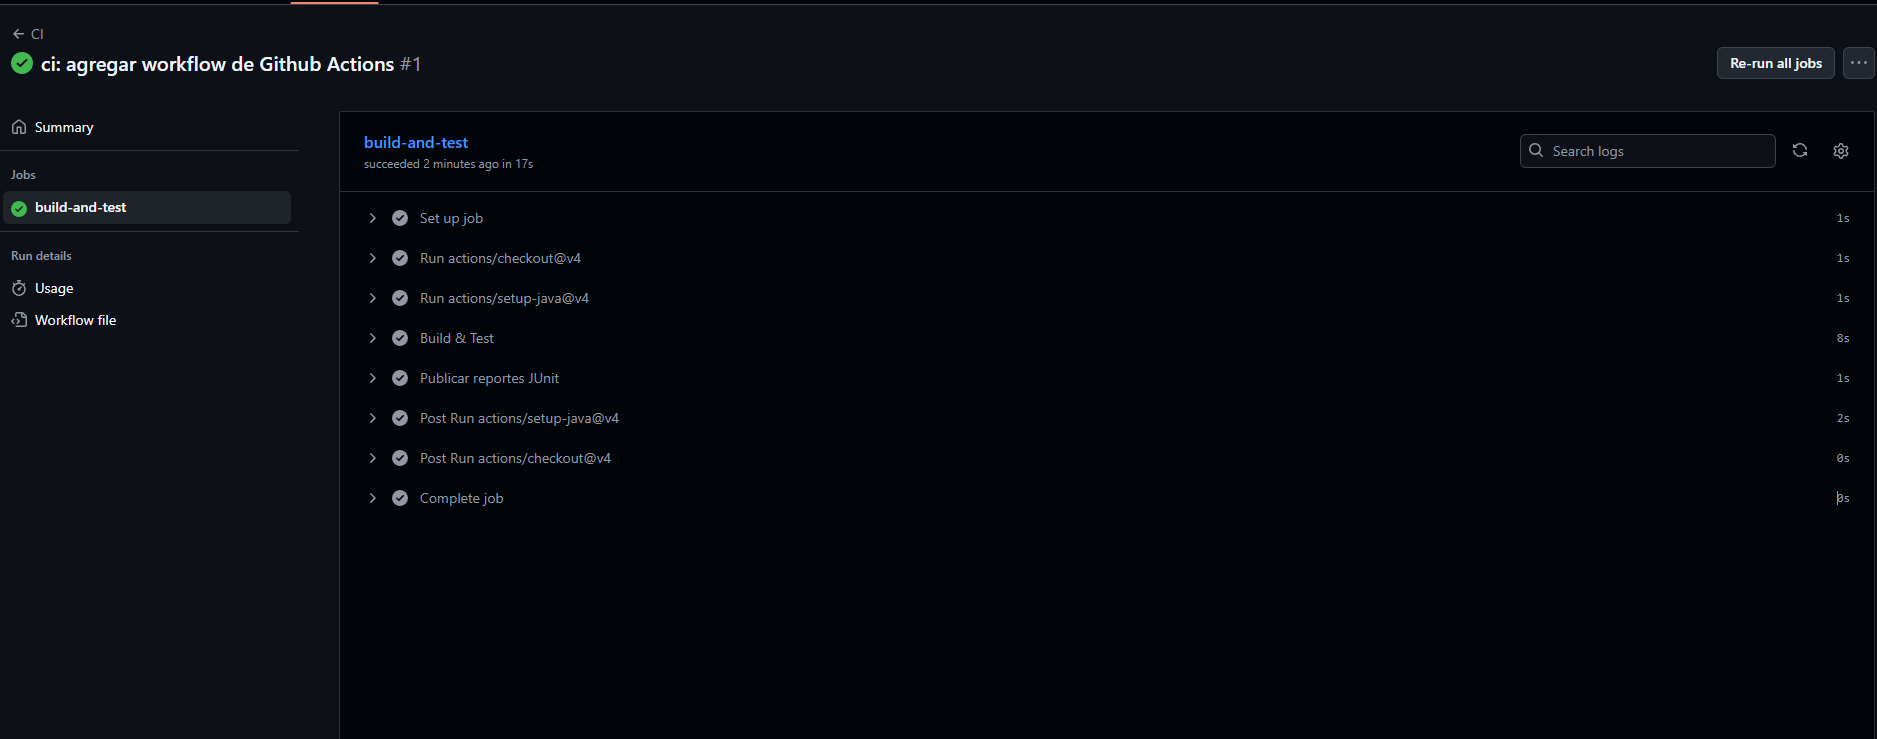 CI
ci: agregar workflow de Github Actions #1
Re-run all jobs
Summary
Jobs
build-and-test
Run details
Usage
Workflow file
build-and-test
succeeded 2 minutes ago in 17s
Search logs
Set up job 1s
Run actions/checkout@v4 1s
Run actions/setup-java@v4 1s
Build & Test 8s
Publicar reportes JUnit 1s
Post Run actions/setup-java@v4 2s
Post Run actions/checkout@v4 0s
Complete job 0s